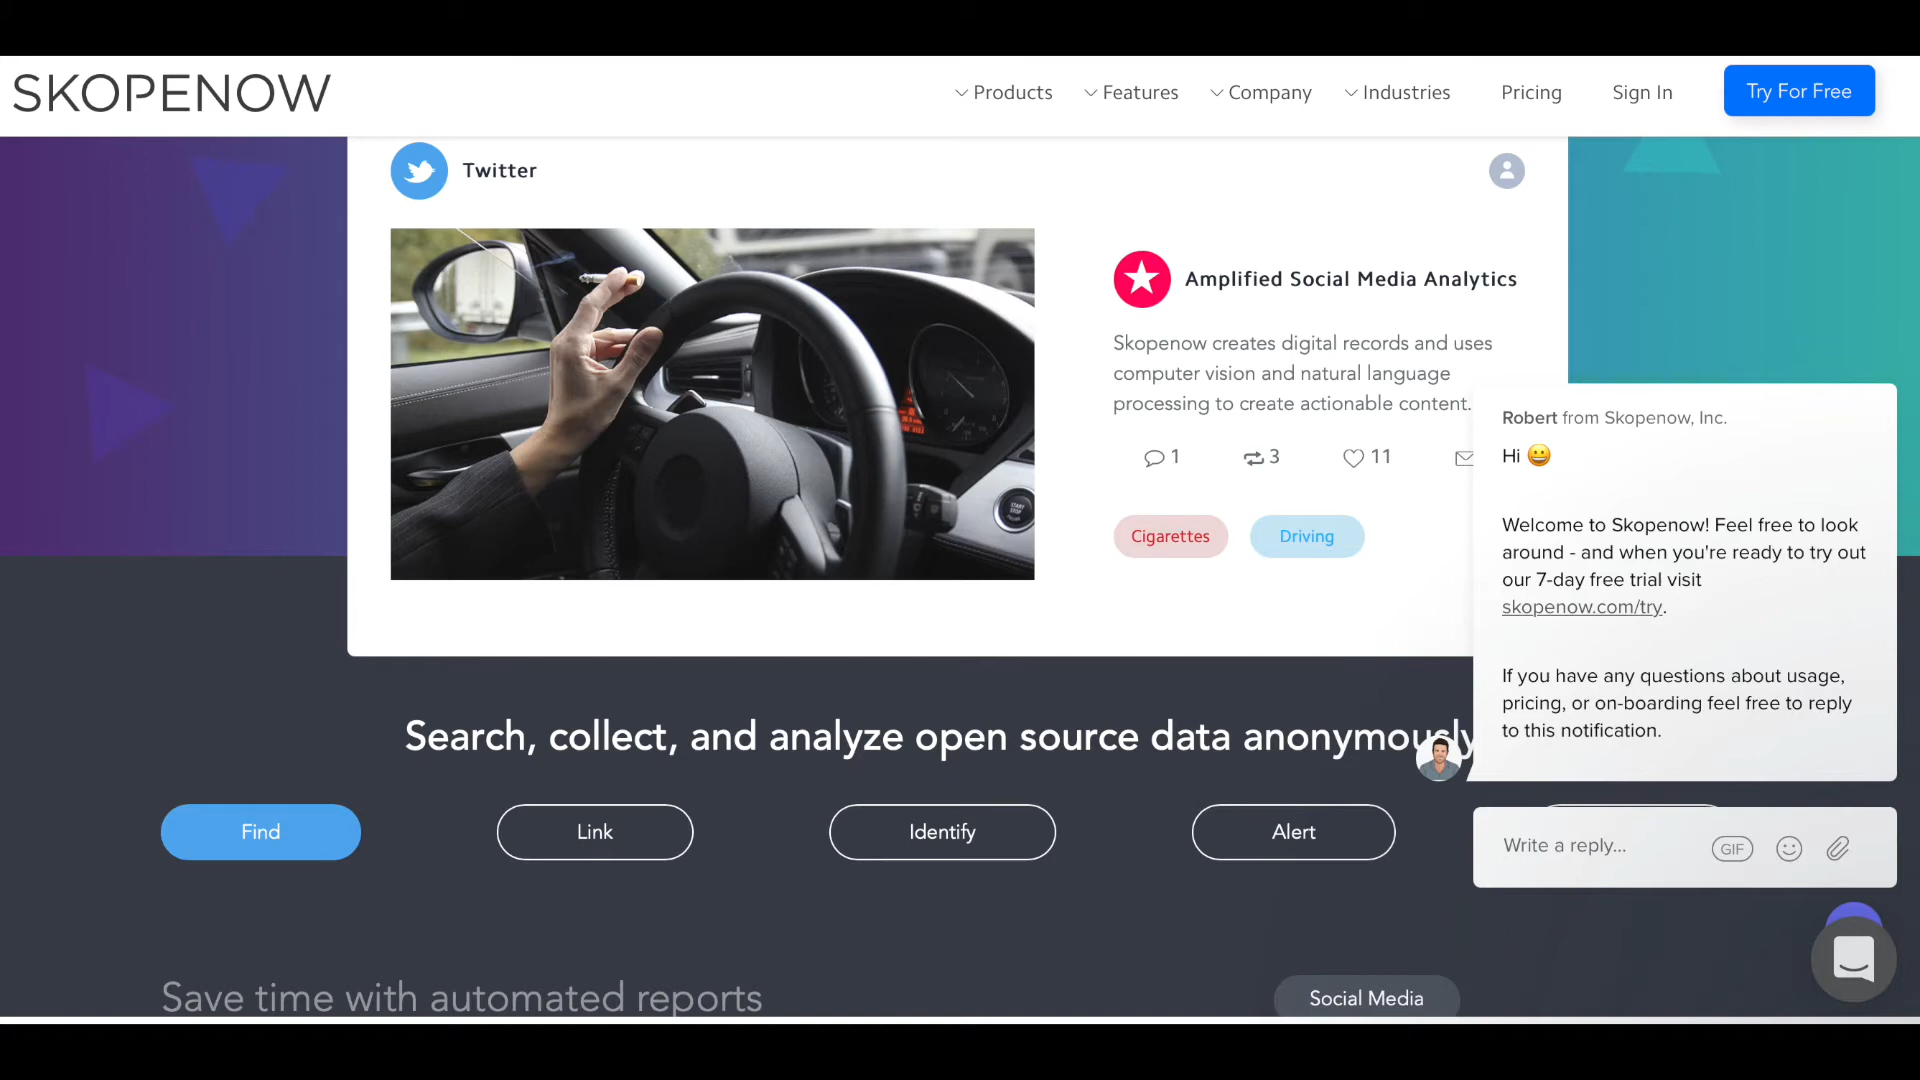 SKOPENOW
Products
Features
Company
Industries
Pricing
Sign In
Try For Free
Twitter
Amplified Social Media Analytics
Skopenow creates digital records and uses
computer vision and natural language
processing to create actionable content.
1
3
11
Cigarettes
Driving
START
STOP
Robert from Skopenow, Inc.
Hi 😀
Welcome to Skopenow! Feel free to look
around - and when you're ready to try out
our 7-day free trial visit
skopenow.com/try.
If you have any questions about usage,
pricing, or on-boarding feel free to reply
to this notification.
Search, collect, and analyze open source data anonymously
Find
Link
Identify
Alert
Write a reply...
GIF
Save time with automated reports
Social Media